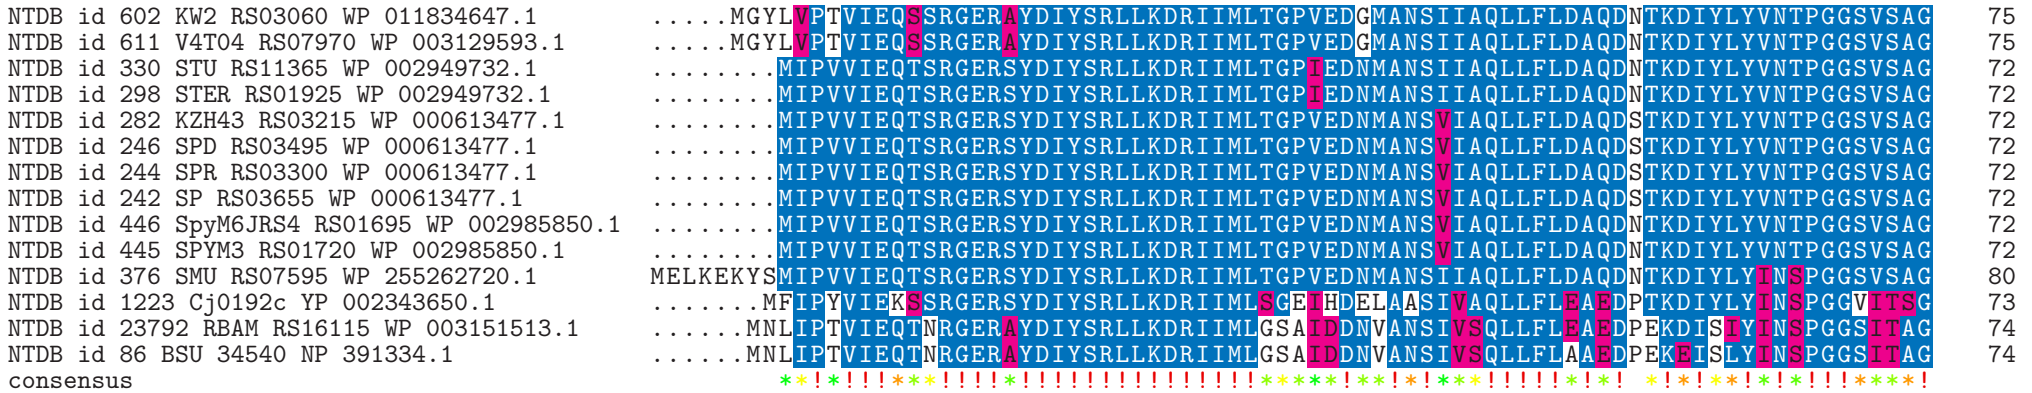 NTDB id 602 KW2 RS03060 WP 011834647.1 .....MGYLVPTVIEQSSRGERAYDIYSRLLKDRIIMLTGPVEDGMANSIIAQLLFLDAQDNTKDIYLYVNTPGGSVSAG 75
NTDB id 611 V4T04 RS07970 WP 003129593.1 .....MGYLVPTVIEQSSRGERAYDIYSRLLKDRIIMLTGPVEDGMANSIIAQLLFLDAQDNTKDIYLYVNTPGGSVSAG 75
NTDB id 330 STU RS11365 WP 002949732.1 ........MIPVVIEQTSRGERSYDIYSRLLKDRIIMLTGPIEDNMANSIIAQLLFLDAQDNTKDIYLYVNTPGGSVSAG 72
NTDB id 298 STER RS01925 WP 002949732.1 ........MIPVVIEQTSRGERSYDIYSRLLKDRIIMLTGPIEDNMANSIIAQLLFLDAQDNTKDIYLYVNTPGGSVSAG 72
NTDB id 282 KZH43 RS03215 WP 000613477.1 ........MIPVVIEQTSRGERSYDIYSRLLKDRIIMLTGPVEDNMANSVIAQLLFLDAQDSTKDIYLYVNTPGGSVSAG 72
NTDB id 246 SPD RS03495 WP 000613477.1 ........MIPVVIEQTSRGERSYDIYSRLLKDRIIMLTGPVEDNMANSVIAQLLFLDAQDSTKDIYLYVNTPGGSVSAG 72
NTDB id 244 SPR RS03300 WP 000613477.1 ........MIPVVIEQTSRGERSYDIYSRLLKDRIIMLTGPVEDNMANSVIAQLLFLDAQDSTKDIYLYVNTPGGSVSAG 72
NTDB id 242 SP RS03655 WP 000613477.1 ........MIPVVIEQTSRGERSYDIYSRLLKDRIIMLTGPVEDNMANSVIAQLLFLDAQDSTKDIYLYVNTPGGSVSAG 72
NTDB id 446 SpyM6JRS4 RS01695 WP 002985850.1 ........MIPVVIEQTSRGERSYDIYSRLLKDRIIMLTGPVEDNMANSVIAQLLFLDAQDNTKDIYLYVNTPGGSVSAG 72
NTDB id 445 SPYM3 RS01720 WP 002985850.1 ........MIPVVIEQTSRGERSYDIYSRLLKDRIIMLTGPVEDNMANSVIAQLLFLDAQDNTKDIYLYVNTPGGSVSAG 72
NTDB id 376 SMU RS07595 WP 255262720.1 MELKEKYSMIPVVIEQTSRGERSYDIYSRLLKDRIIMLTGPVEDNMANSIIAQLLFLDAQDNTKDIYLYINSPGGSVSAG 80
NTDB id 1223 Cj0192c YP 002343650.1 .......MFIPYVIEKSSRGERSYDIYSRLLKDRIIMLSGEIHDELAASIVAQLLFLEAEDPTKDIYLYINSPGGVITSG 73
NTDB id 23792 RBAM RS16115 WP 003151513.1 ......MNLIPTVIEQTNRGERAYDIYSRLLKDRIIMLGSAIDDNVANSIVSQLLFLEAEDPEKDISIYINSPGGSITAG 74
NTDB id 86 BSU 34540 NP 391334.1 ......MNLIPTVIEQTNRGERAYDIYSRLLKDRIIMLGSAIDDNVANSIVSQLLFLAAEDPEKEISLYINSPGGSITAG 74
consensus **!*!!!***!!!!*!!!!!!!!!!!!!!!*****!**!*!***!!!!!*!*! *!*!**!*!*!!!****!